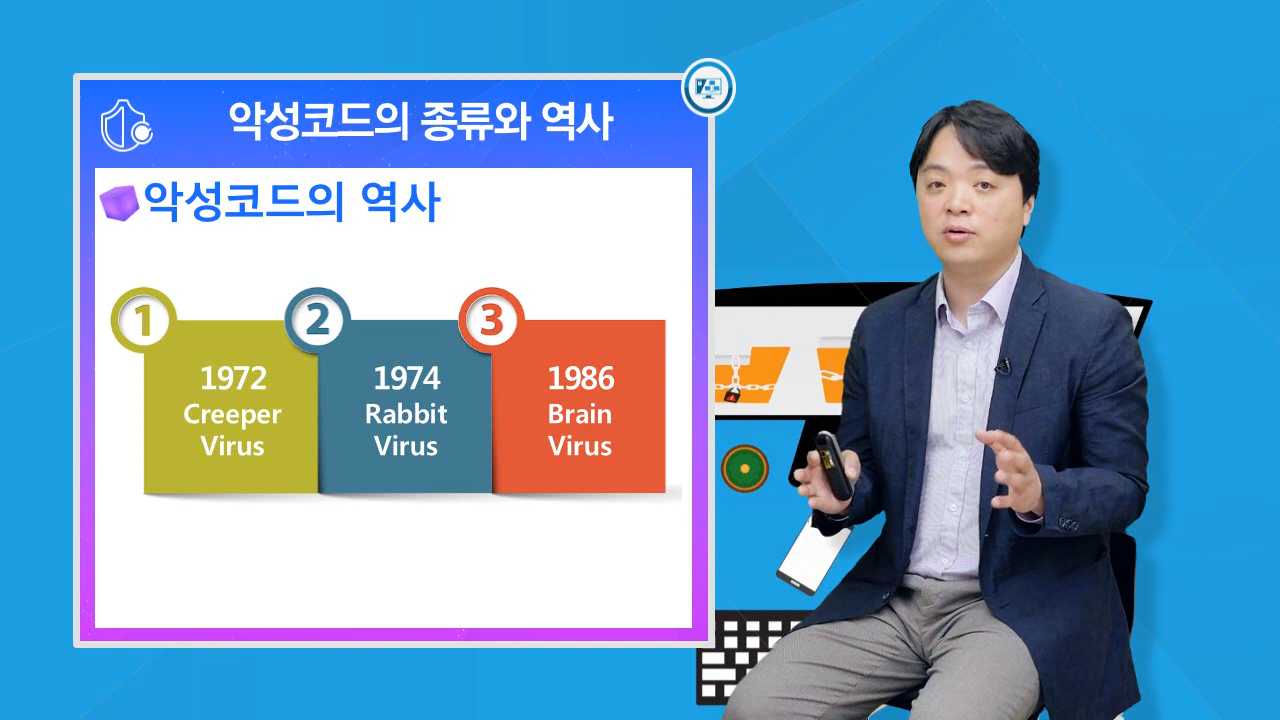 악성코드의 종류와 역사
악성코드의 역사
1
1972
Creeper
Virus
2
1974
Rabbit
Virus
3
1986
Brain
Virus